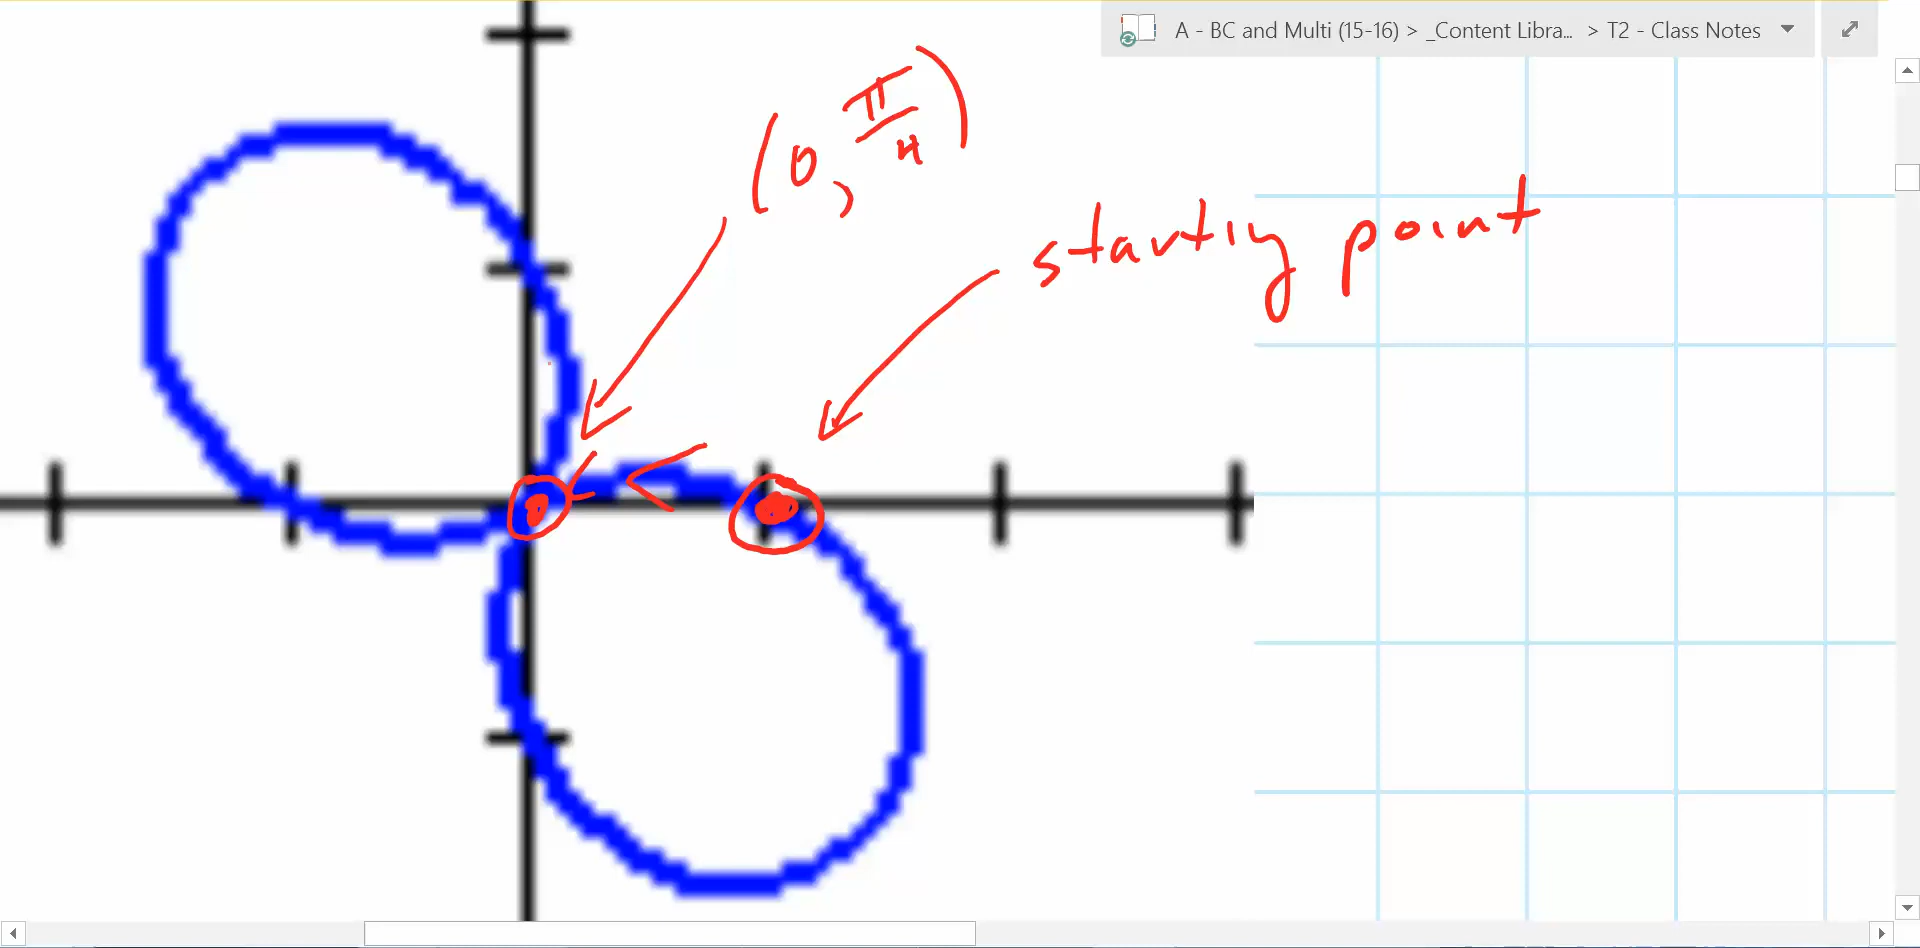 A - BC and Multi (15-16) > _Content Libra... > T2 - Class Notes
(0, π/4)
starting point